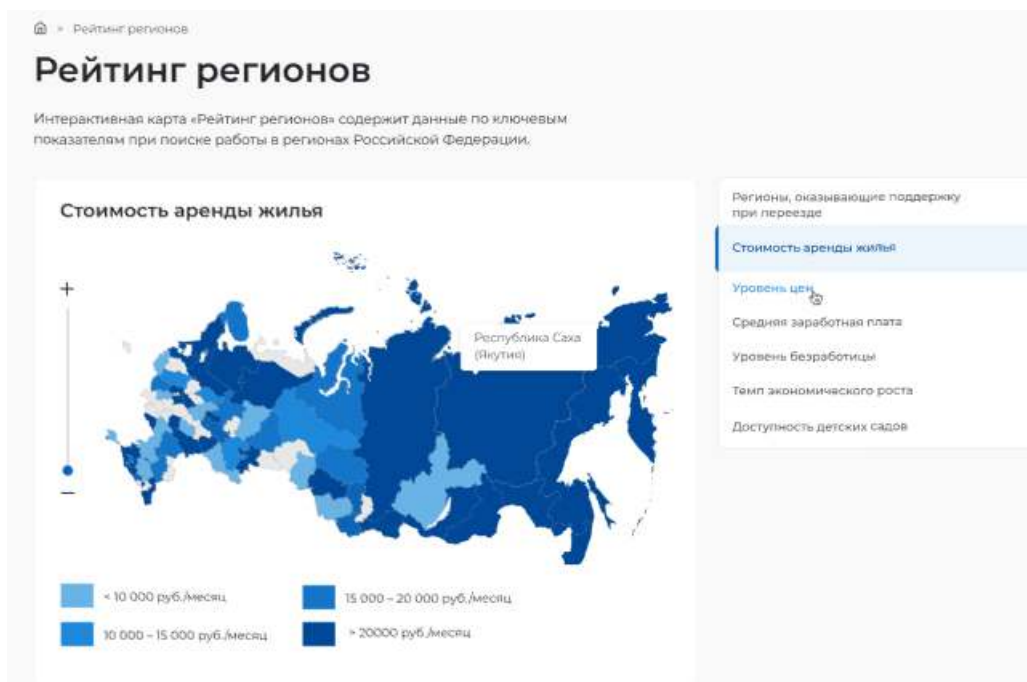 » Рейтинг регионов
Рейтинг регионов
Интерактивная карта «Рейтинг регионов» содержит данные по ключевым
показателям при поиске работы в регионах Российской Федерации.
Стоимость аренды жилья
+
Республика Саха
(Якутия)
–
< 10 000 руб./месяц
15 000 – 20 000 руб./месяц
10 000 – 15 000 руб./месяц
> 20000 руб./месяц
Регионы, оказывающие поддержку
при переезде
Стоимость аренды жилья
Уровень цен
Средняя заработная плата
Уровень безработицы
Темп экономического роста
Доступность детских садов